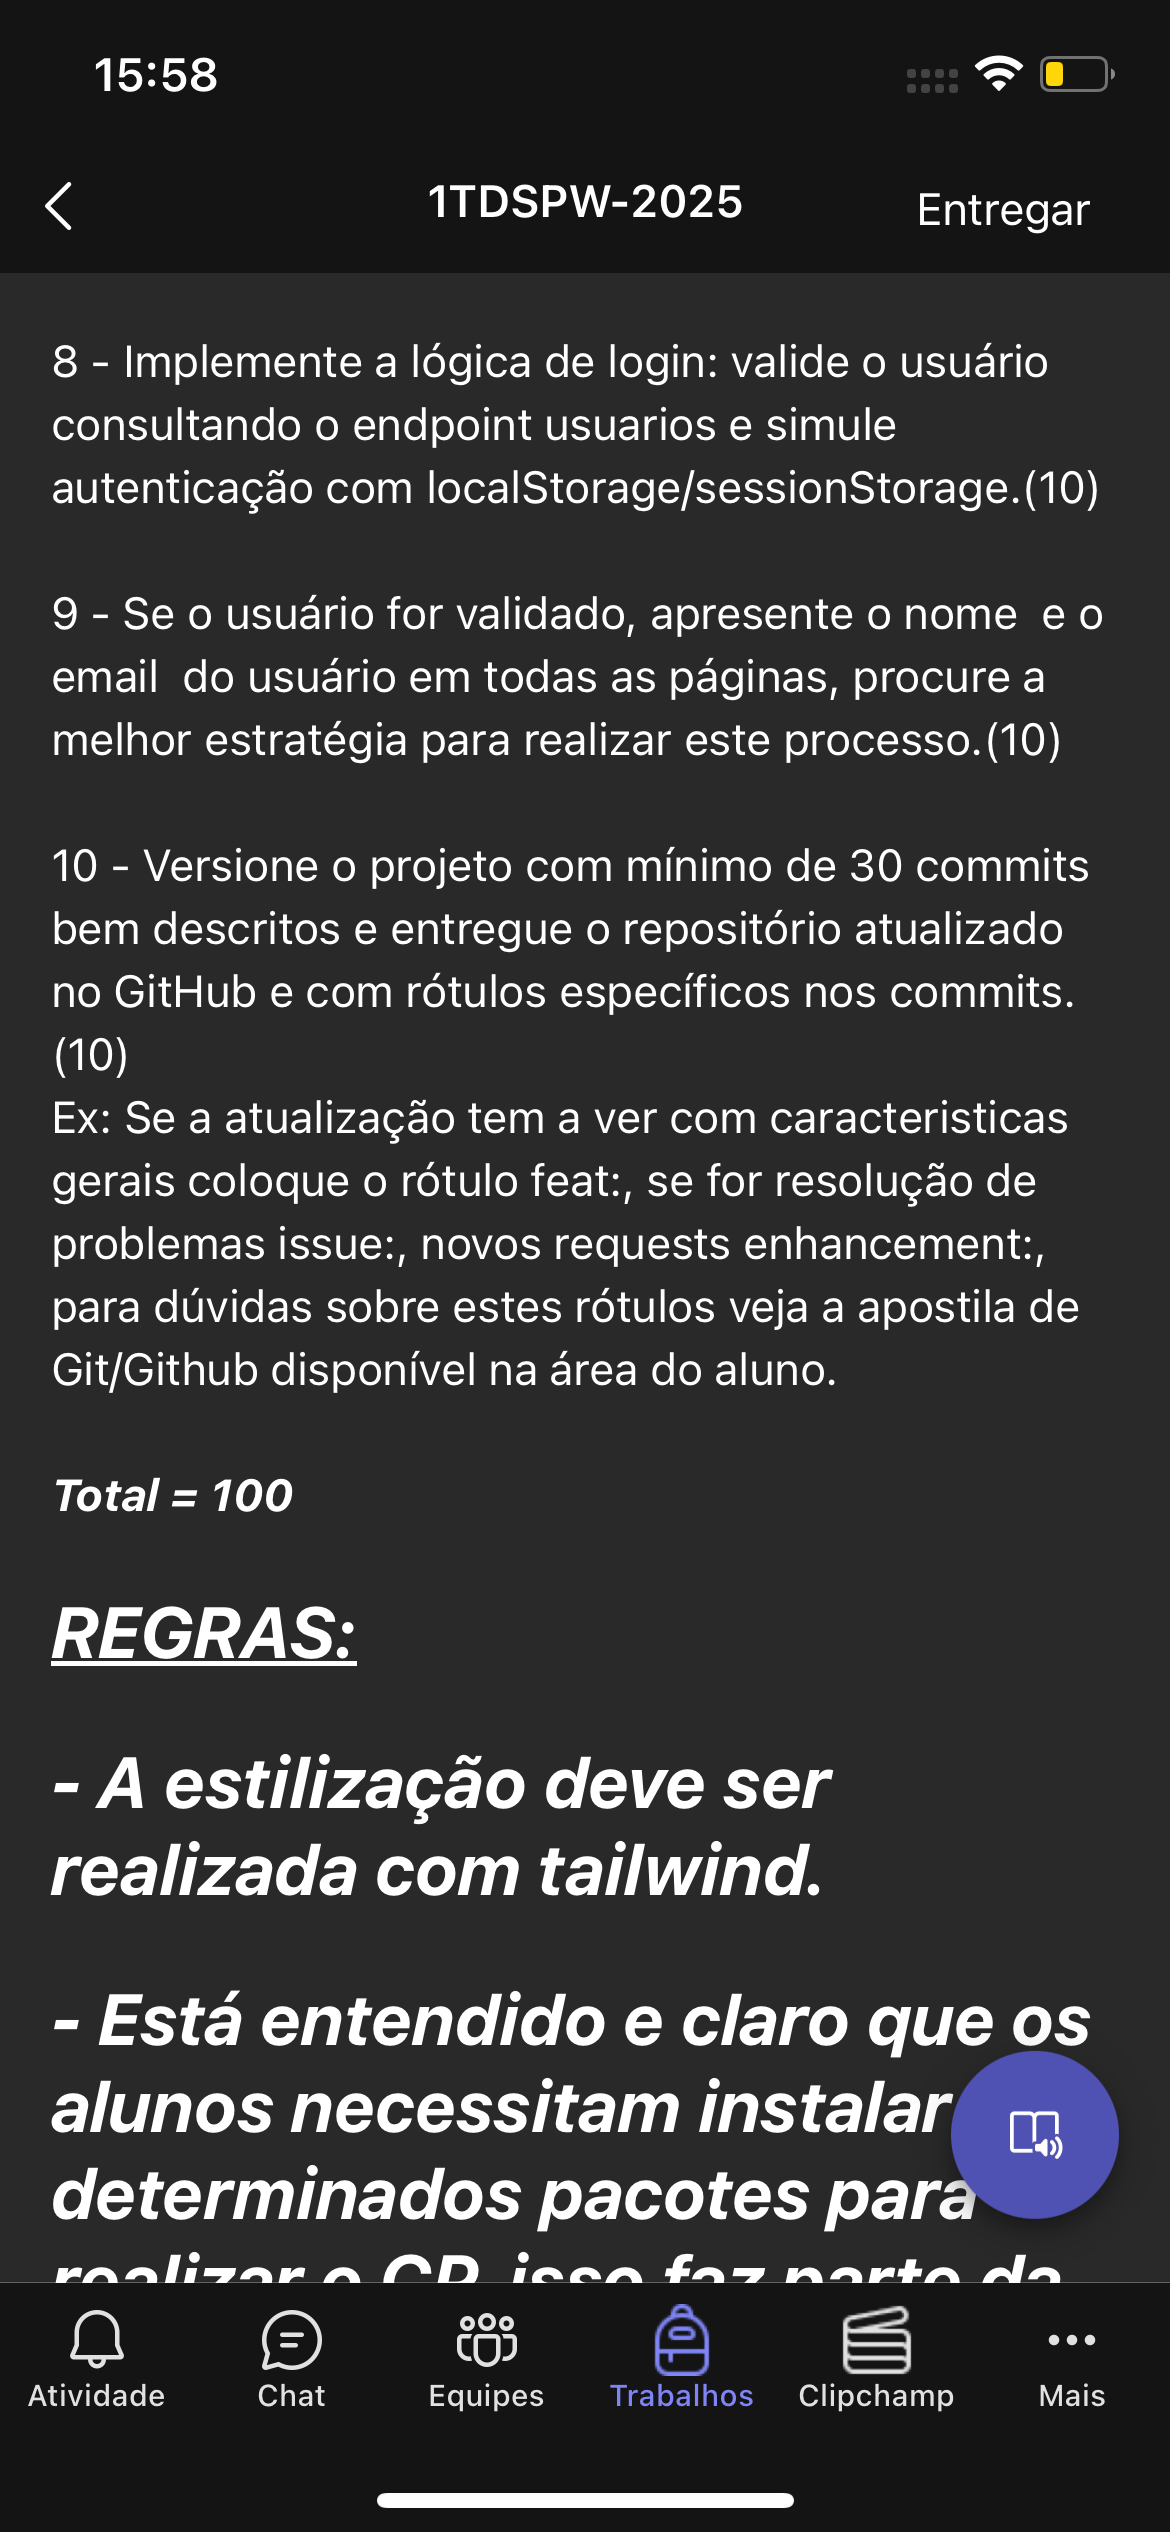 15:58
1TDSPW-2025
Entregar
8 - Implemente a lógica de login: valide o usuário
consultando o endpoint usuarios e simule
autenticação com localStorage/sessionStorage.(10)
9 - Se o usuário for validado, apresente o nome  e o
email  do usuário em todas as páginas, procure a
melhor estratégia para realizar este processo.(10)
10 - Versione o projeto com mínimo de 30 commits
bem descritos e entregue o repositório atualizado
no GitHub e com rótulos específicos nos commits.
(10)
Ex: Se a atualização tem a ver com caracteristicas
gerais coloque o rótulo feat:, se for resolução de
problemas issue:, novos requests enhancement:,
para dúvidas sobre estes rótulos veja a apostila de
Git/Github disponível na área do aluno.
Total = 100
REGRAS:
- A estilização deve ser
realizada com tailwind.
- Está entendido e claro que os
alunos necessitam instalar
determinados pacotes para
realizar o CP, isso faz parte da
Atividade
Chat
Equipes
Trabalhos
Clipchamp
Mais